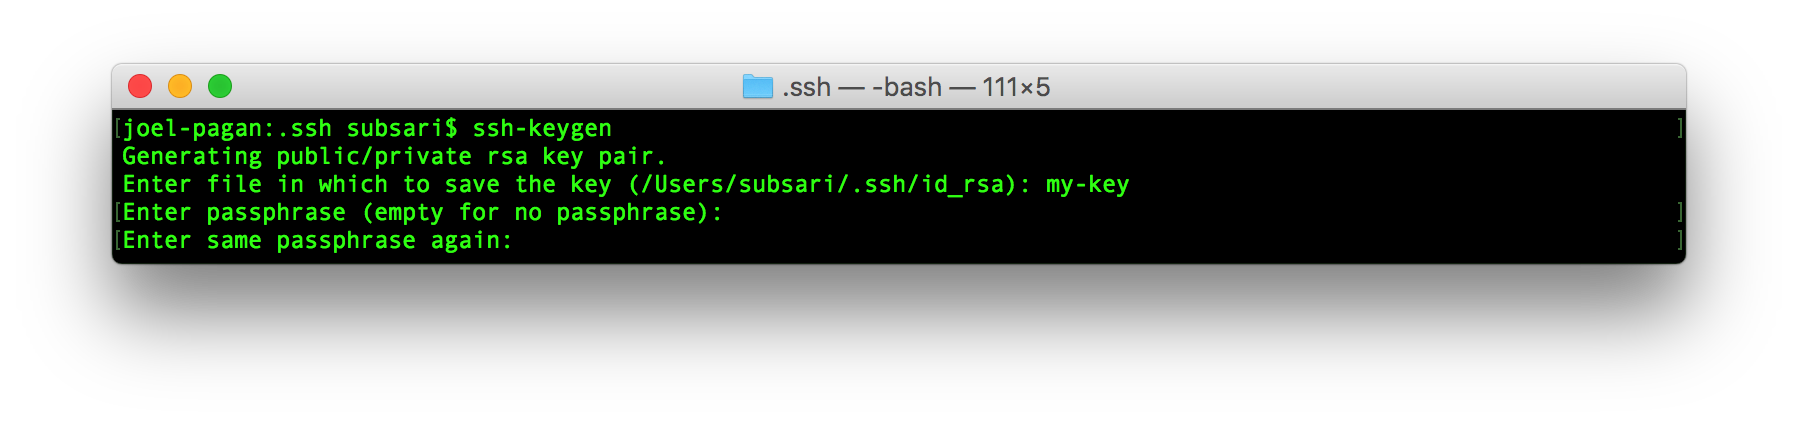 .ssh — -bash — 111×5
[joel-pagan:.ssh subsari$ ssh-keygen ]
Generating public/private rsa key pair.
Enter file in which to save the key (/Users/subsari/.ssh/id_rsa): my-key
[Enter passphrase (empty for no passphrase): ]
[Enter same passphrase again: ]